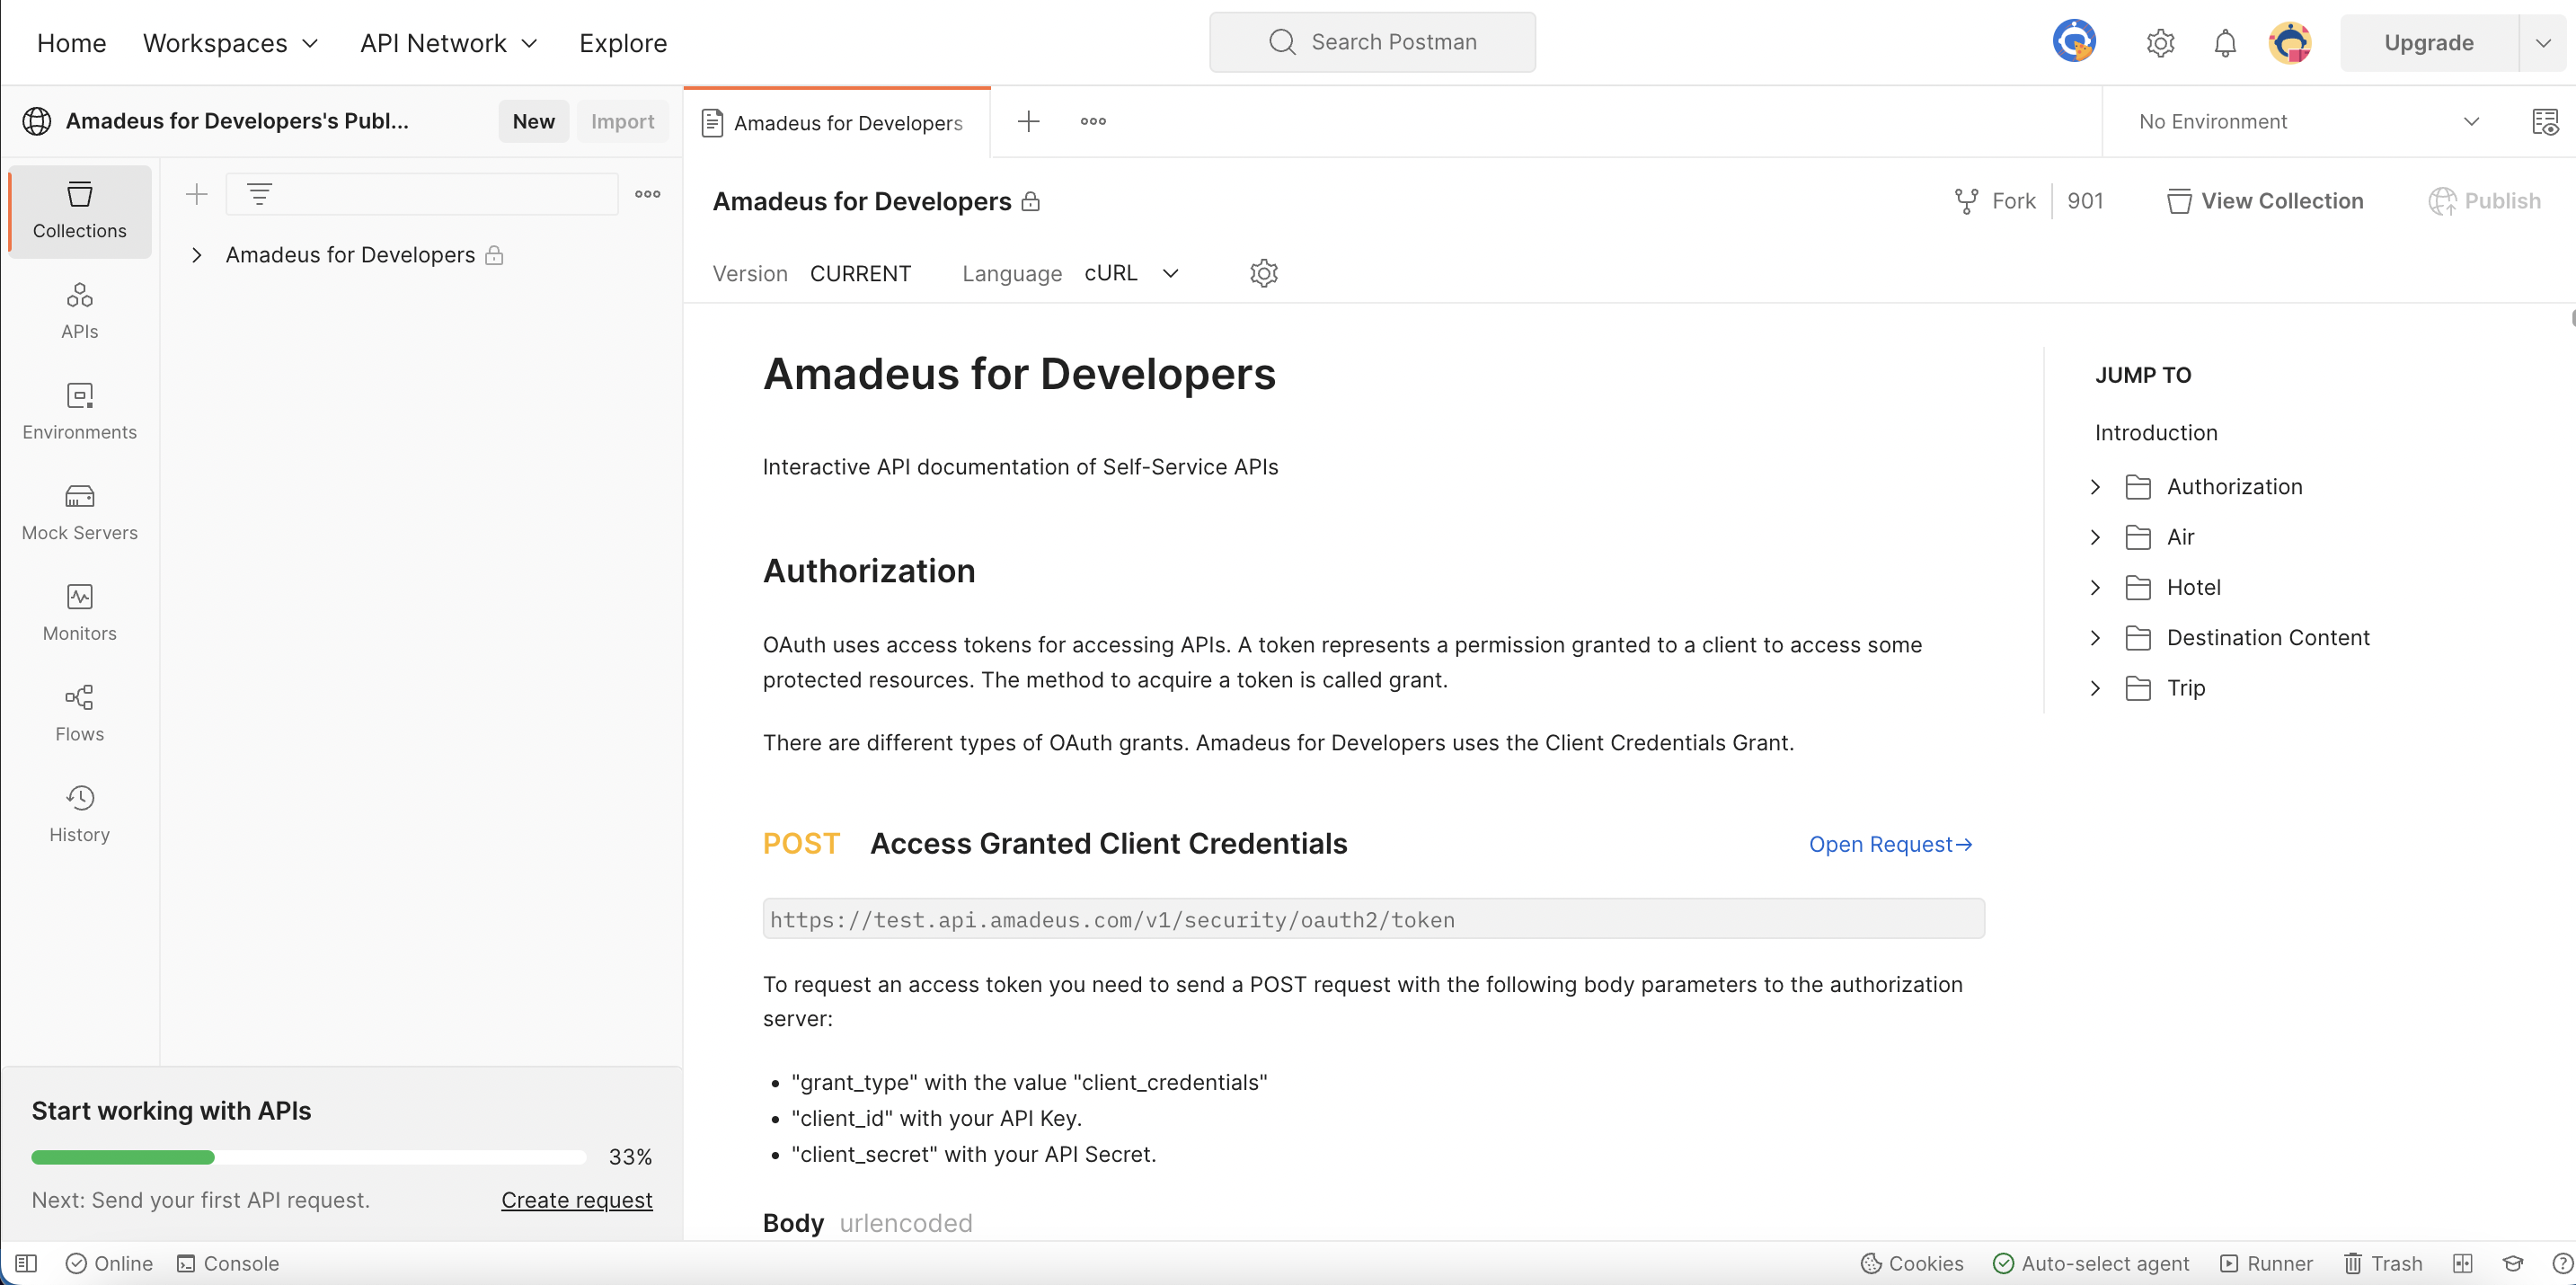 Home Workspaces API Network Explore Search Postman Upgrade
Amadeus for Developers's Publ... New Import
Amadeus for Developers
No Environment
Collections
APIs
Environments
Mock Servers
Monitors
Flows
History
Amadeus for Developers
Amadeus for Developers
Fork 901 View Collection Publish
Version CURRENT Language cURL
Amadeus for Developers
Interactive API documentation of Self-Service APIs
Authorization
OAuth uses access tokens for accessing APIs. A token represents a permission granted to a client to access some
protected resources. The method to acquire a token is called grant.
There are different types of OAuth grants. Amadeus for Developers uses the Client Credentials Grant.
POST Access Granted Client Credentials Open Request→
https://test.api.amadeus.com/v1/security/oauth2/token
To request an access token you need to send a POST request with the following body parameters to the authorization
server:
• "grant_type" with the value "client_credentials"
• "client_id" with your API Key.
• "client_secret" with your API Secret.
Body urlencoded
JUMP TO
Introduction
Authorization
Air
Hotel
Destination Content
Trip
Start working with APIs
33%
Next: Send your first API request. Create request
Online Console Cookies Auto-select agent Runner Trash